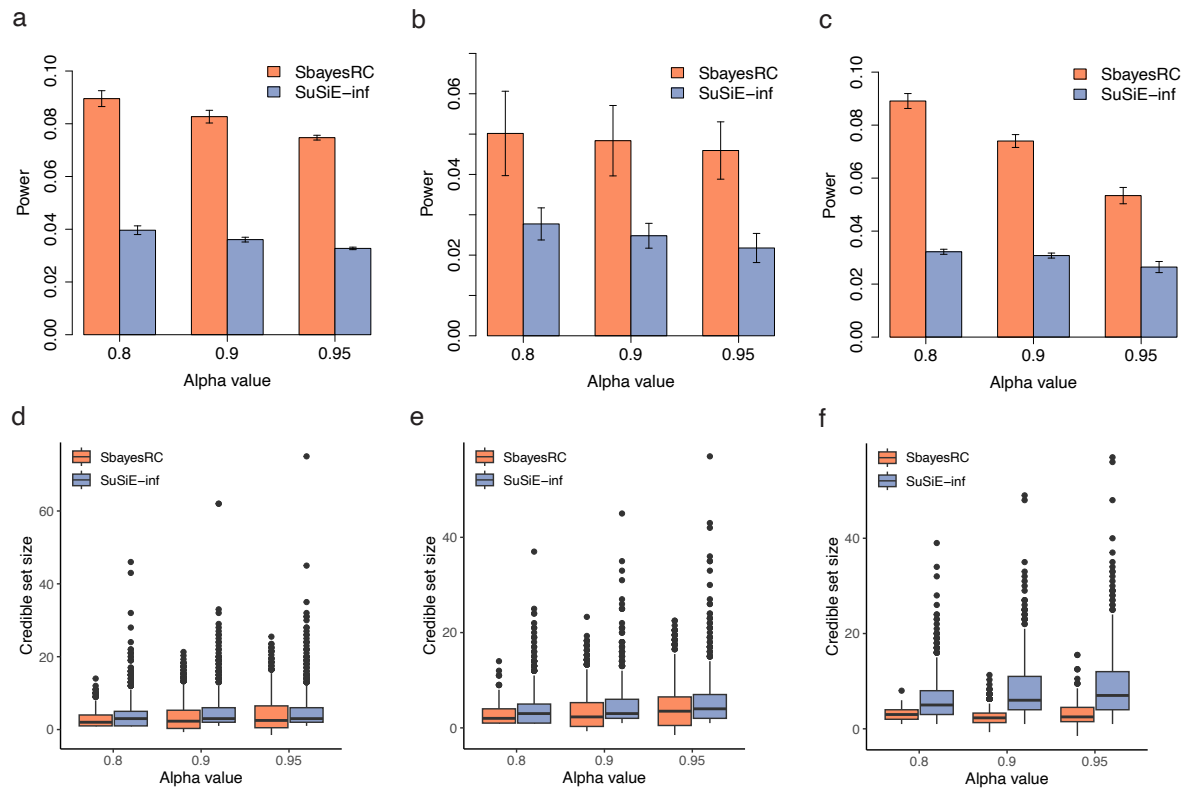 a
SbayesRC
SuSiE−inf
Power
0.00
0.02
0.04
0.06
0.08
0.10
0.8
0.9
0.95
Alpha value
b
SbayesRC
SuSiE−inf
Power
0.00
0.02
0.04
0.06
0.8
0.9
0.95
Alpha value
c
SbayesRC
SuSiE−inf
Power
0.00
0.02
0.04
0.06
0.08
0.10
0.8
0.9
0.95
Alpha value
d
SbayesRC
SuSiE−inf
Credible set size
60
40
20
0
0.8
0.9
0.95
Alpha value
e
SbayesRC
SuSiE−inf
Credible set size
40
20
0
0.8
0.9
0.95
Alpha value
f
SbayesRC
SuSiE−inf
Credible set size
40
20
0
0.8
0.9
0.95
Alpha value